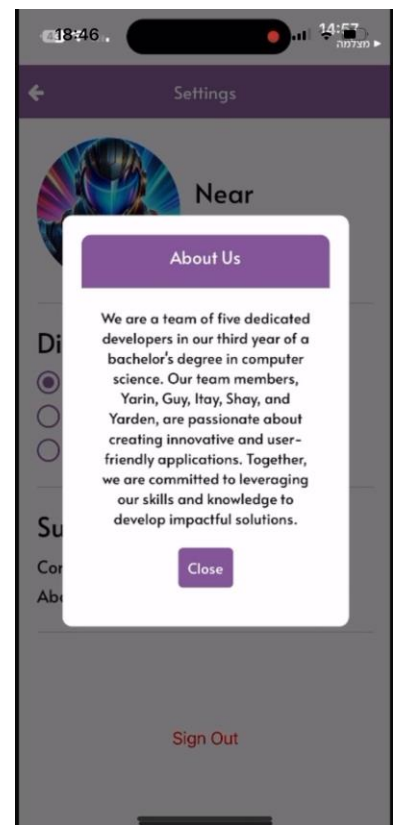 18:46
14:57
מצלמה
Settings
Near
About Us
We are a team of five dedicated
developers in our third year of a
bachelor's degree in computer
science. Our team members,
Yarin, Guy, Itay, Shay, and
Yarden, are passionate about
creating innovative and user-
friendly applications. Together,
we are committed to leveraging
our skills and knowledge to
develop impactful solutions.
Close
Di
Su
Con
Abo
Sign Out